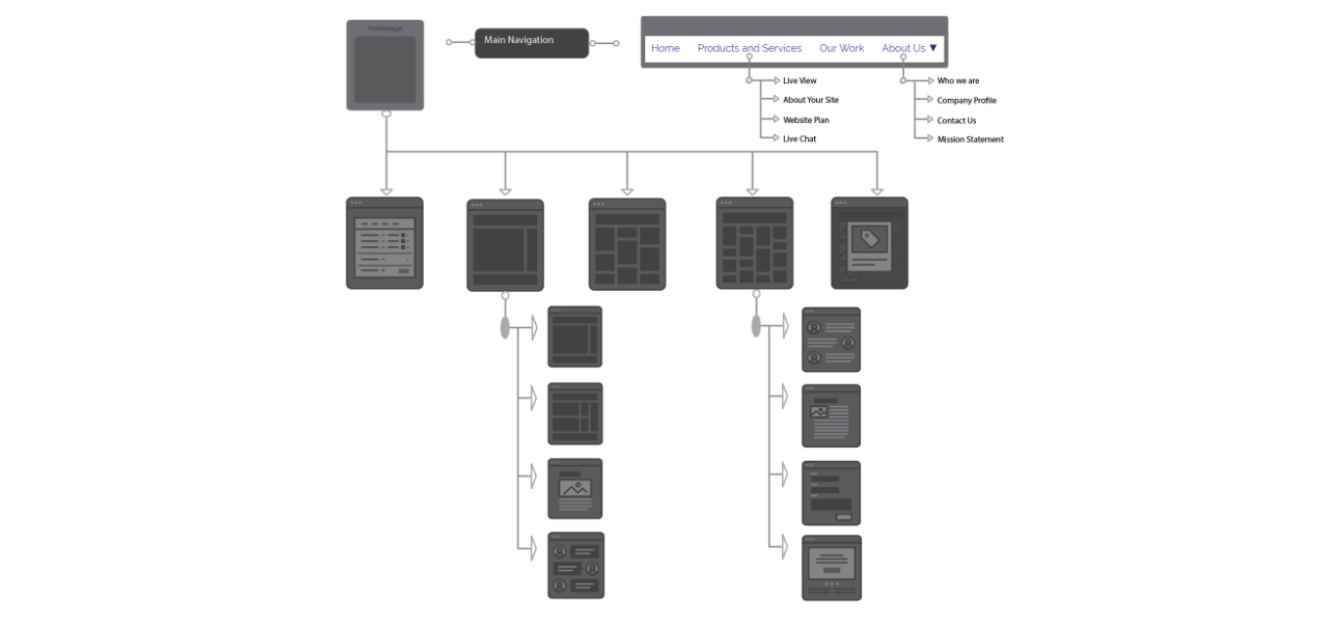 Homepage
Main Navigation
Home Products and Services Our Work About Us ▼
Live View
About Your Site
Website Plan
Live Chat
Who we are
Company Profile
Contact Us
Mission Statement